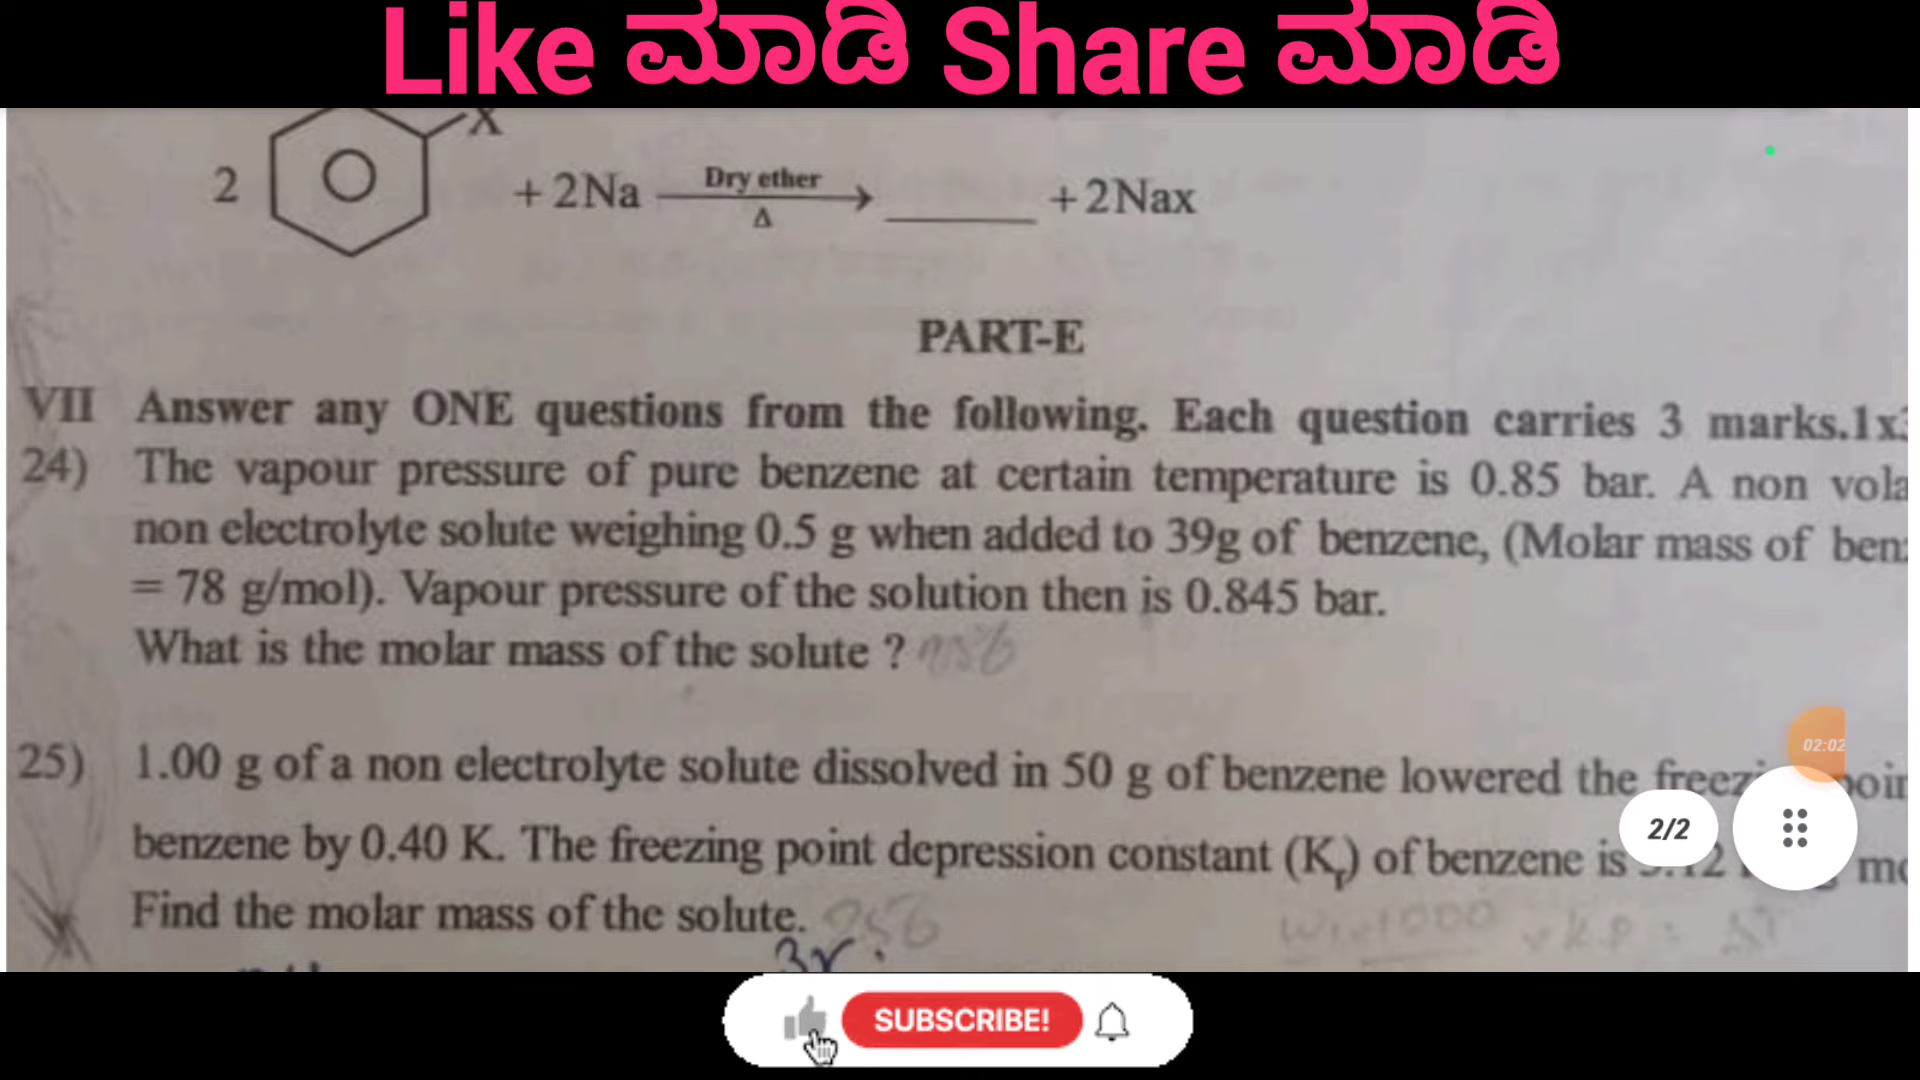 Like ಮಾಡಿ Share ಮಾಡಿ
X
2 + 2Na Dry ether Δ + 2Nax
PART-E
VII Answer any ONE questions from the following. Each question carries 3 marks.1x3
24) The vapour pressure of pure benzene at certain temperature is 0.85 bar. A non vola
non electrolyte solute weighing 0.5 g when added to 39g of benzene, (Molar mass of ben
= 78 g/mol). Vapour pressure of the solution then is 0.845 bar.
What is the molar mass of the solute ?
25) 1.00 g of a non electrolyte solute dissolved in 50 g of benzene lowered the freezi poin
benzene by 0.40 K. The freezing point depression constant (Kf) of benzene is mo
Find the molar mass of the solute. 256
02:02
2/2
SUBSCRIBE!